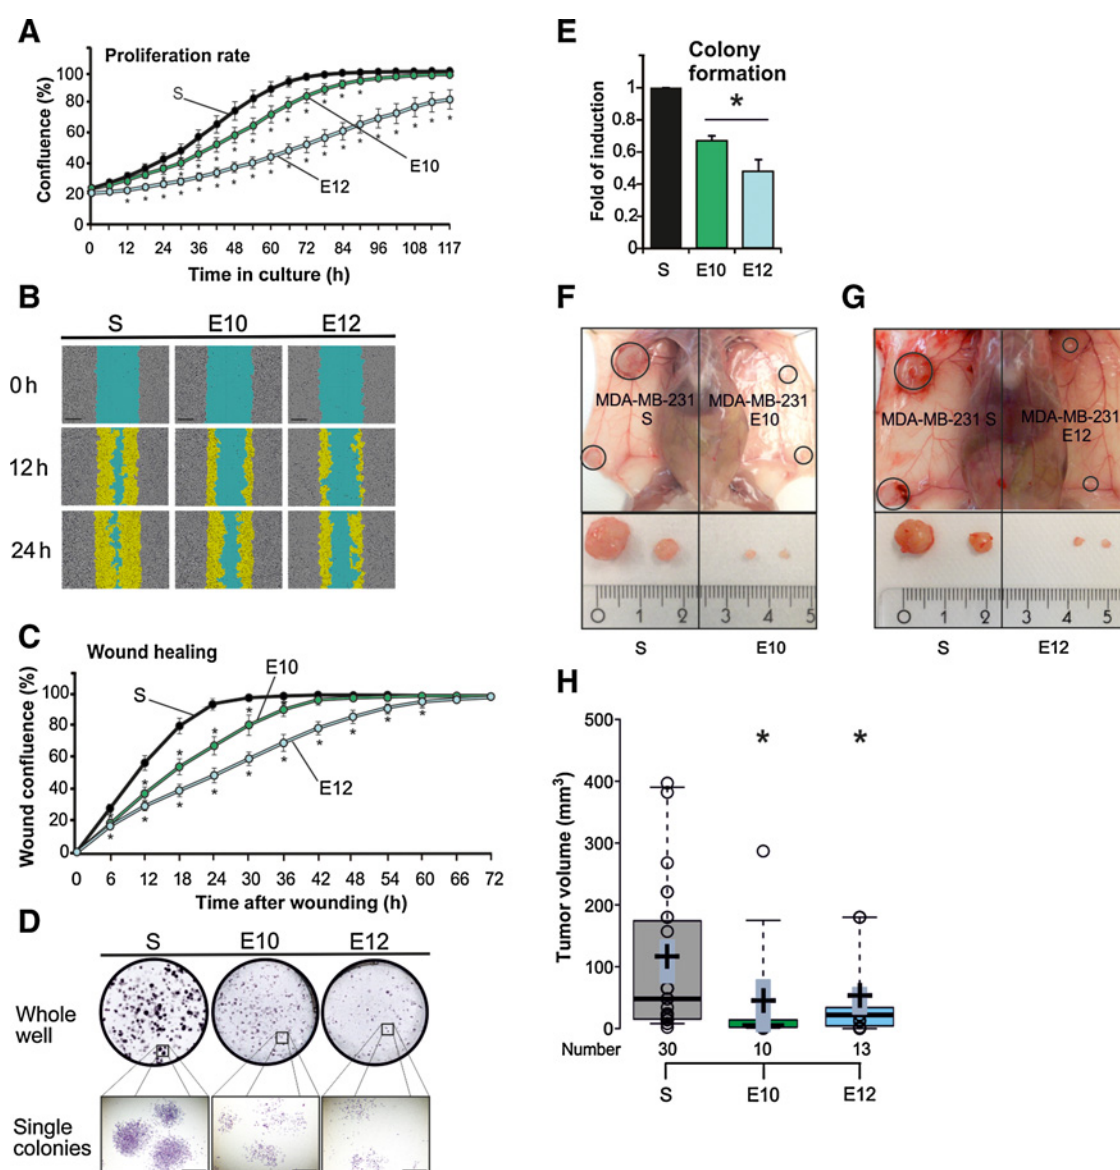 A
Proliferation rate
Confluence (%)
100
80
60
40
20
0
S
E10
E12
0 12 24 36 48 60 72 84 96 108 117
Time in culture (h)
B
S E10 E12
0 h
12 h
24 h
C
Wound healing
Wound confluence (%)
100
80
60
40
20
0
S
E10
E12
0 6 12 18 24 30 36 42 48 54 60 66 72
Time after wounding (h)
D
S E10 E12
Whole
well
Single
colonies
E
Colony
formation
*
Fold of induction
1
0.8
0.6
0.4
0.2
0
S E10 E12
F
MDA-MB-231
S
MDA-MB-231
E10
0 1 2 3 4 5
S E10
G
MDA-MB-231 S
MDA-MB-231
E12
0 1 2 3 4 5
S E12
H
Tumor volume (mm³)
500
400
300
200
100
0
* *
Number 30 10 13
S E10 E12